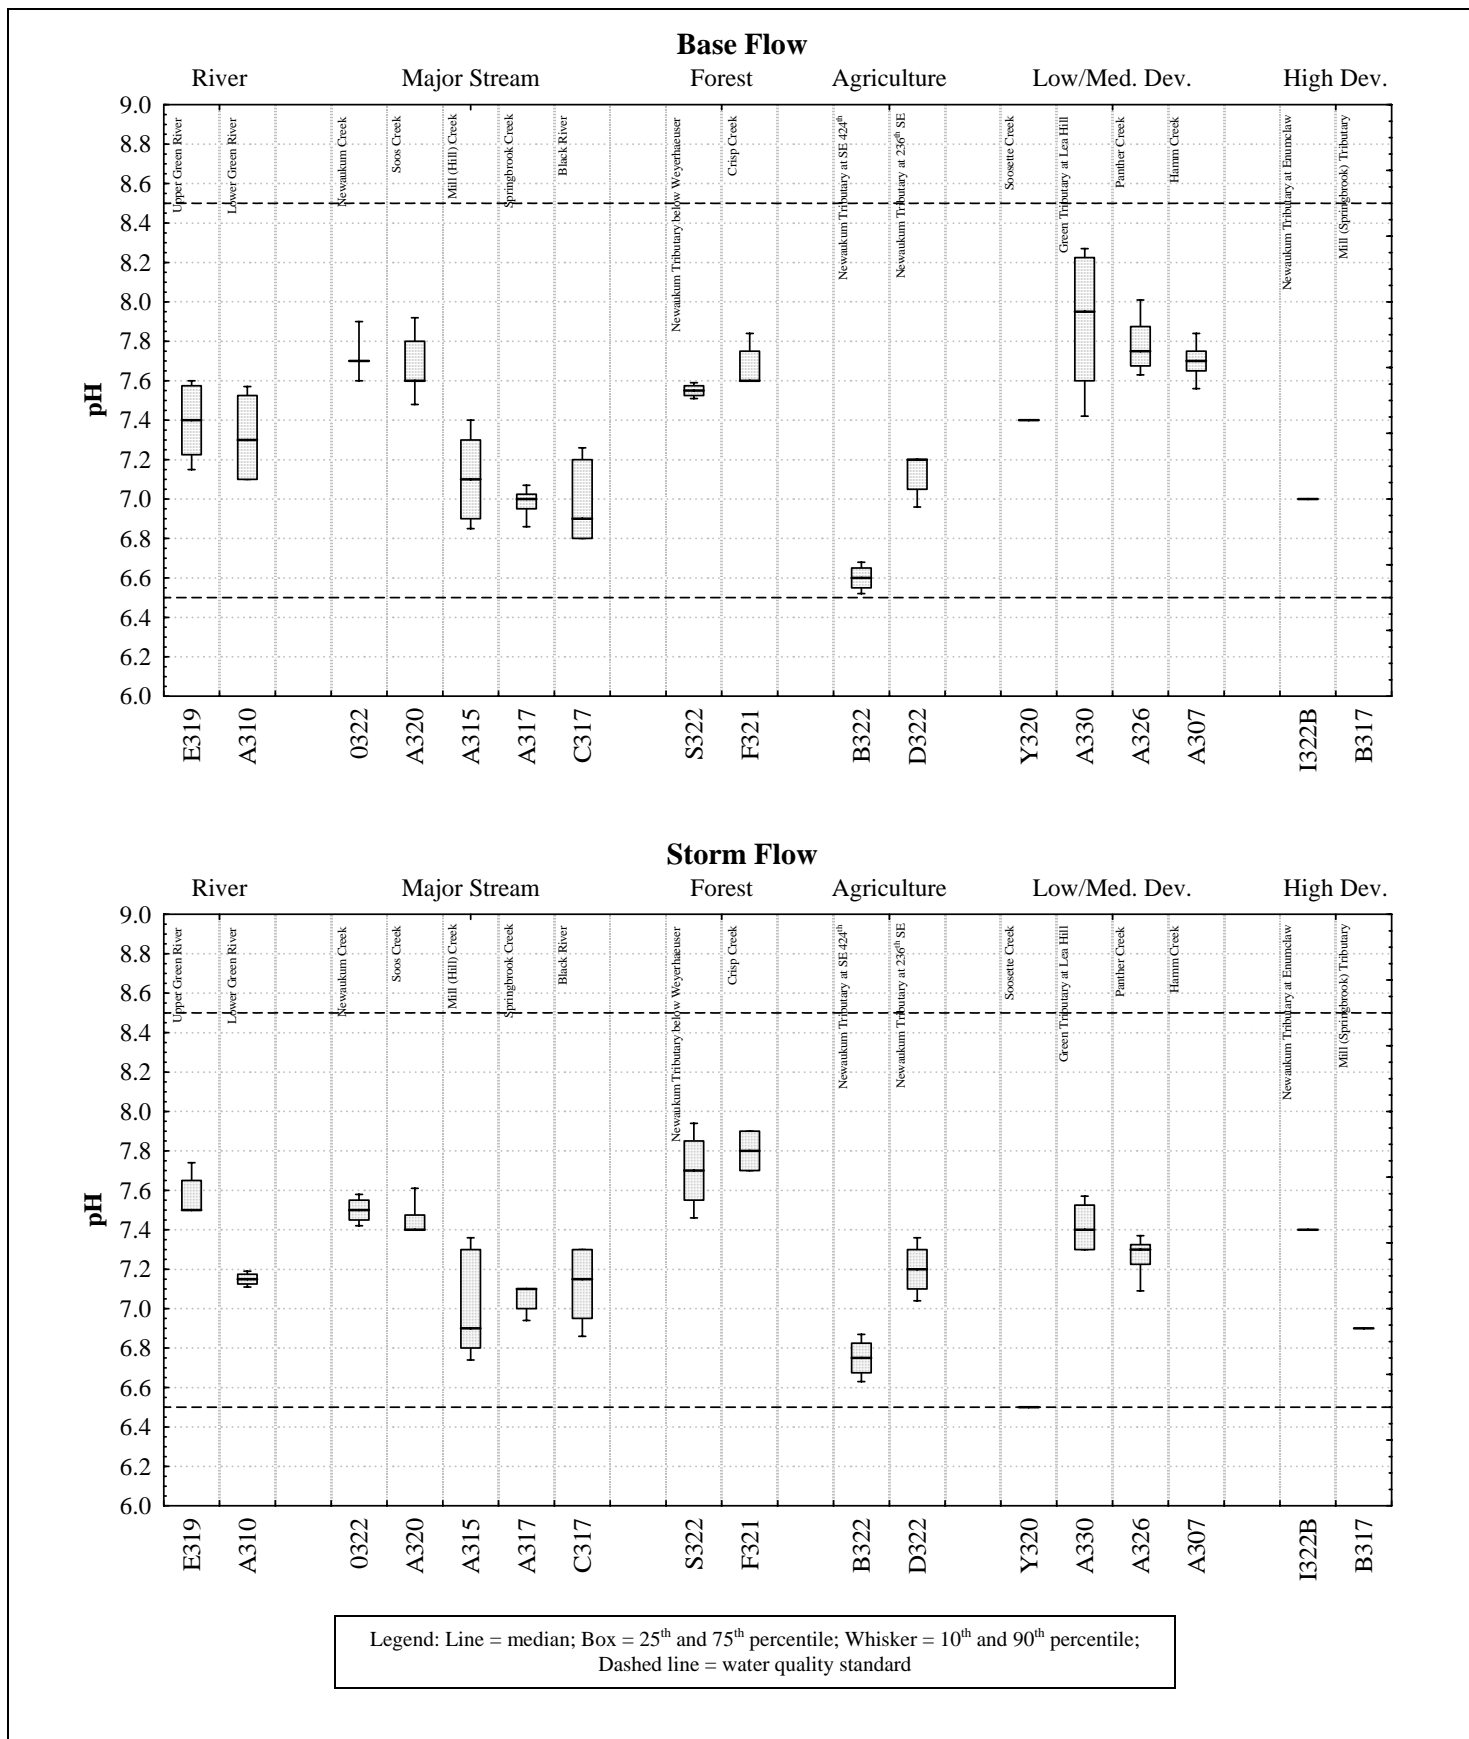 Base Flow
River Major Stream Forest Agriculture Low/Med. Dev. High Dev.
9.0
8.8
8.6
8.4
8.2
8.0
7.8
7.6
7.4
7.2
7.0
6.8
6.6
6.4
6.2
6.0
pH
Upper Green River
Lower Green River
Newaukum Creek
Soos Creek
Mill (Hill) Creek
Springbrook Creek
Black River
Newaukum Tributary below Weyerhaeuser
Crisp Creek
Newaukum Tributary at SE 424th
Newaukum Tributary at 236th SE
Soosette Creek
Green Tributary at Lea Hill
Panther Creek
Hamm Creek
Newaukum Tributary at Enumclaw
Mill (Springbrook) Tributary
E319
A310
0322
A320
A315
A317
C317
S322
F321
B322
D322
Y320
A330
A326
A307
I322B
B317
Storm Flow
River Major Stream Forest Agriculture Low/Med. Dev. High Dev.
9.0
8.8
8.6
8.4
8.2
8.0
7.8
7.6
7.4
7.2
7.0
6.8
6.6
6.4
6.2
6.0
pH
Upper Green River
Lower Green River
Newaukum Creek
Soos Creek
Mill (Hill) Creek
Springbrook Creek
Black River
Newaukum Tributary below Weyerhaeuser
Crisp Creek
Newaukum Tributary at SE 424th
Newaukum Tributary at 236th SE
Soosette Creek
Green Tributary at Lea Hill
Panther Creek
Hamm Creek
Newaukum Tributary at Enumclaw
Mill (Springbrook) Tributary
E319
A310
0322
A320
A315
A317
C317
S322
F321
B322
D322
Y320
A330
A326
A307
I322B
B317
Legend: Line = median; Box = 25th and 75th percentile; Whisker = 10th and 90th percentile;
Dashed line = water quality standard